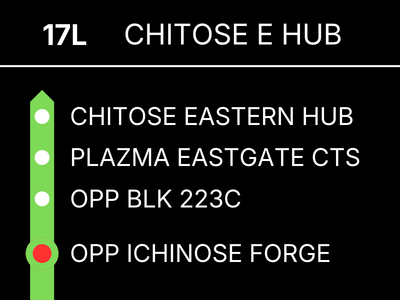 17L CHITOSE E HUB
CHITOSE EASTERN HUB
PLAZMA EASTGATE CTS
OPP BLK 223C
OPP ICHINOSE FORGE